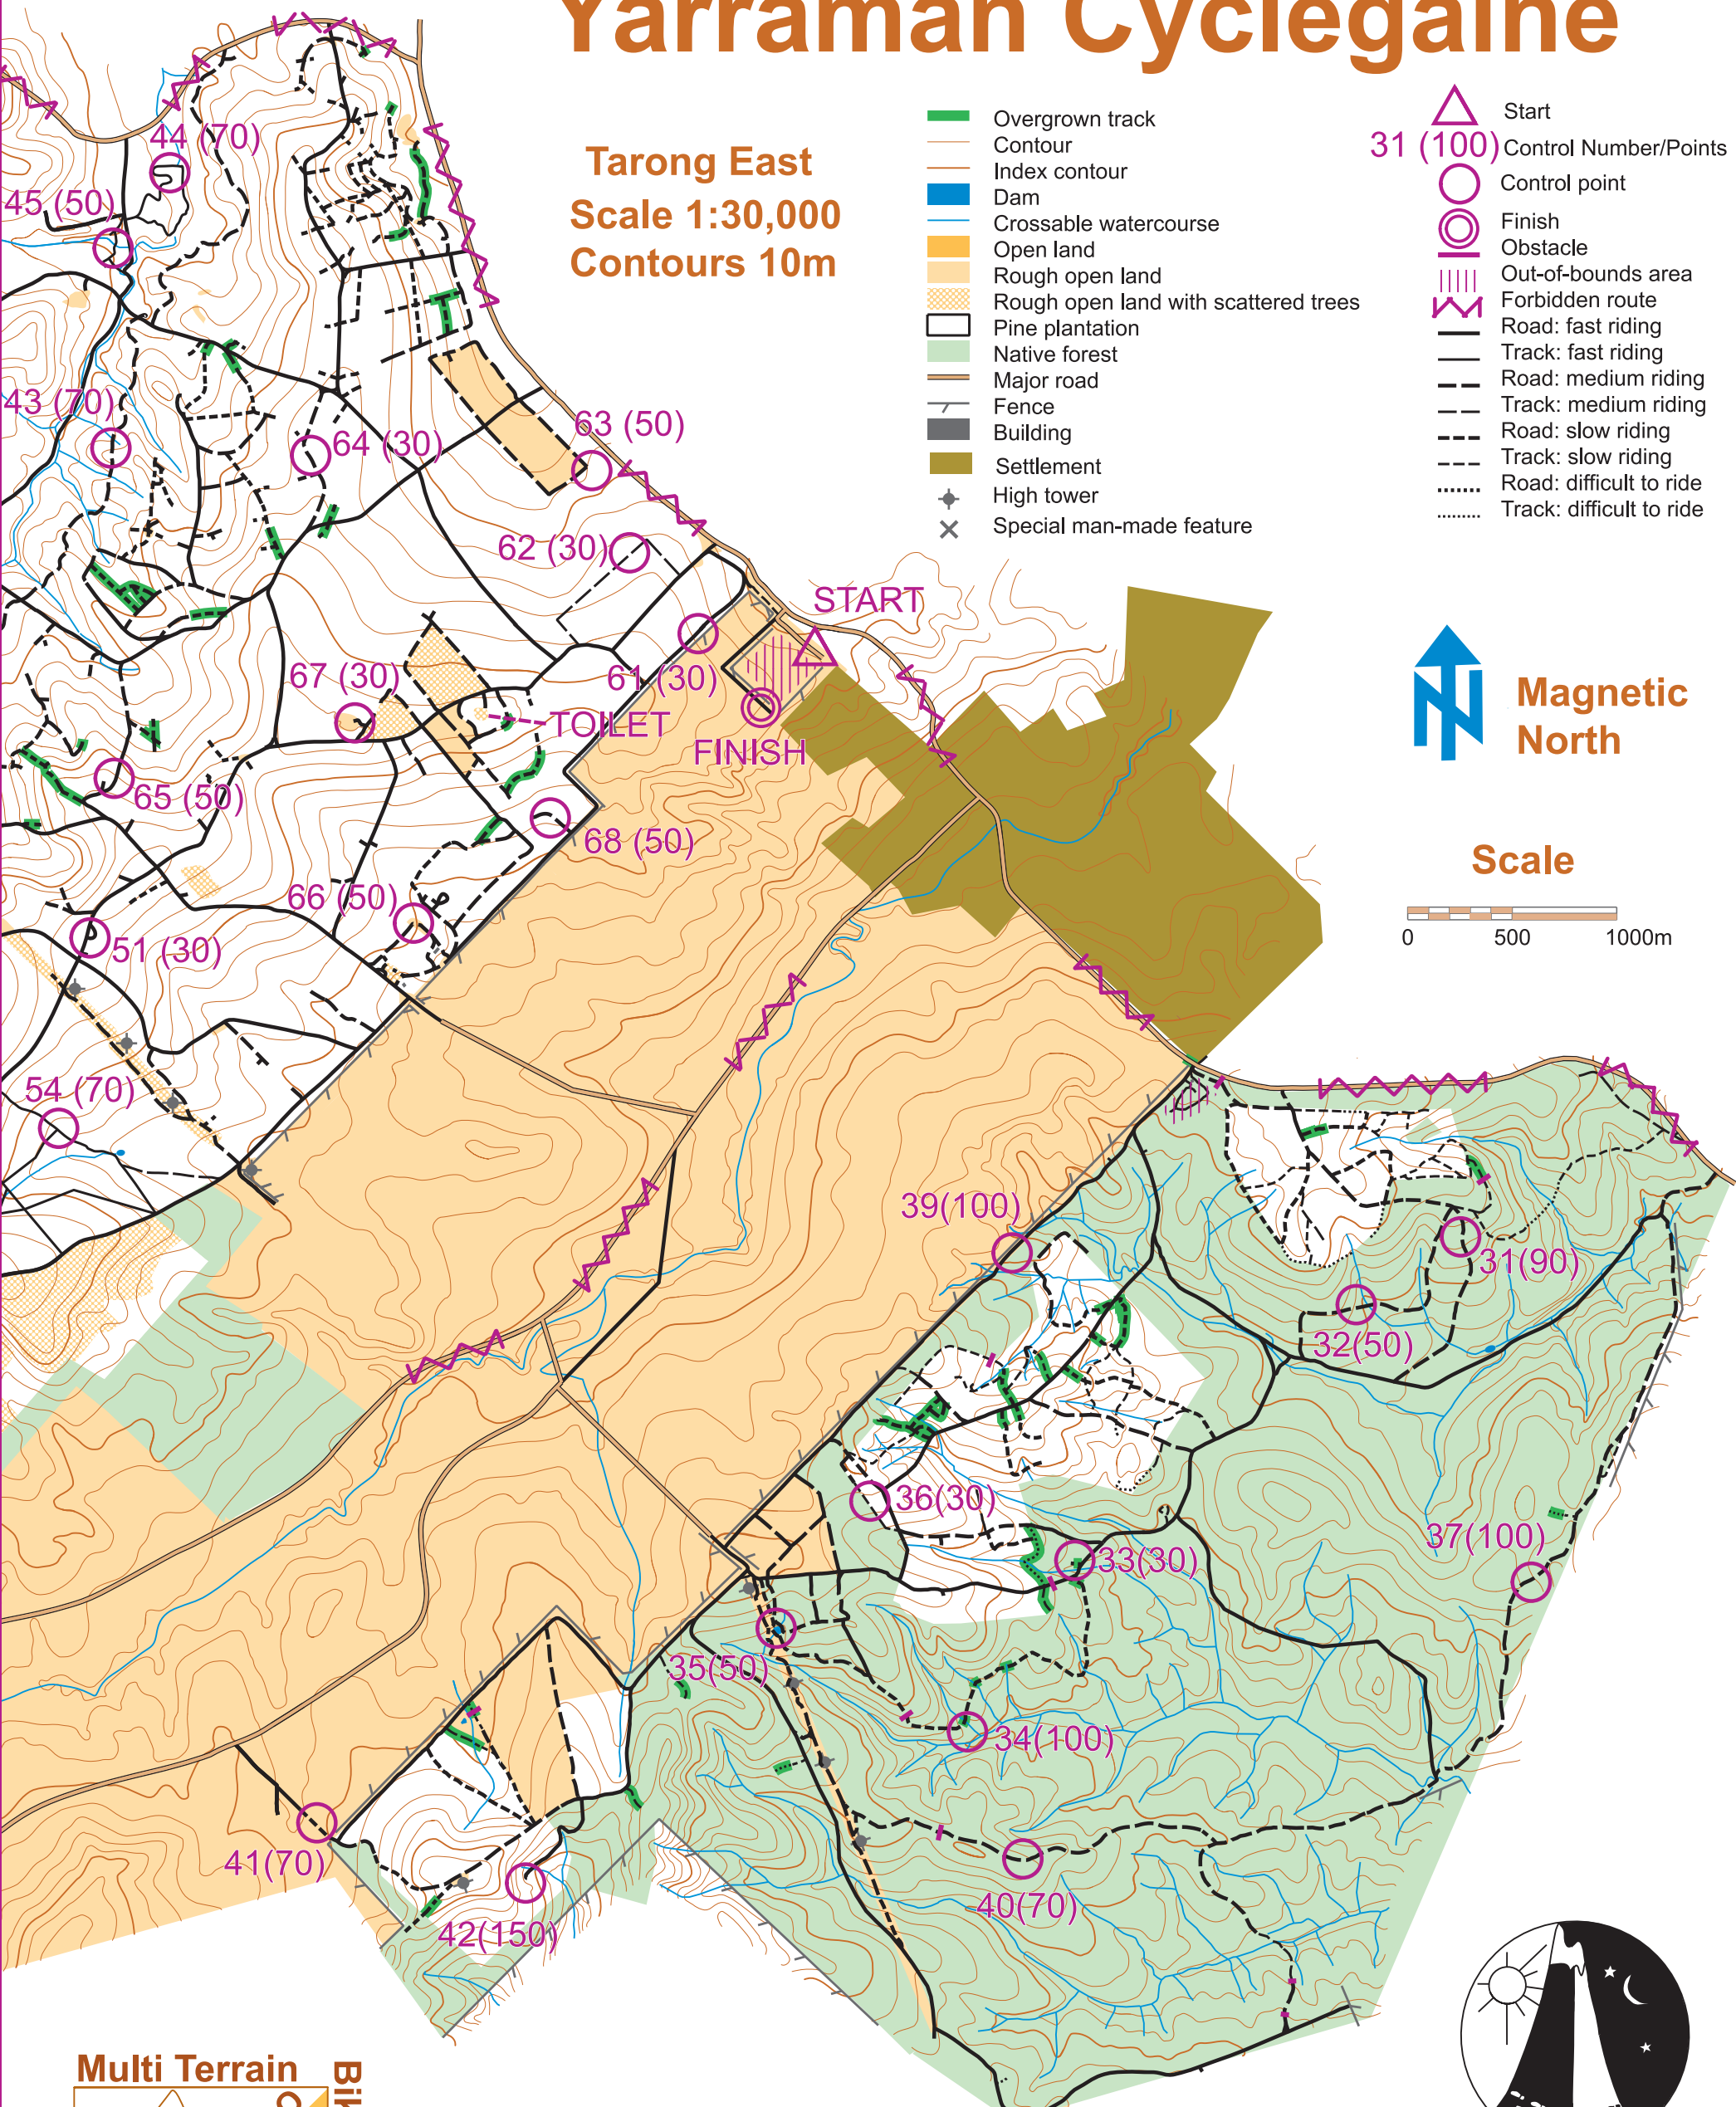 Yarraman Cyclegaine
Tarong East
Scale 1:30,000
Contours 10m
Overgrown track
Contour
Index contour
Dam
Crossable watercourse
Open land
Rough open land
Rough open land with scattered trees
Pine plantation
Native forest
Major road
Fence
Building
Settlement
High tower
Special man-made feature
Start
31 (100) Control Number/Points
Control point
Finish
Obstacle
Out-of-bounds area
Forbidden route
Road: fast riding
Track: fast riding
Road: medium riding
Track: medium riding
Road: slow riding
Track: slow riding
Road: difficult to ride
Track: difficult to ride
44 (70)
45 (50)
43 (70)
64 (30)
63 (50)
62 (30)
START
61 (30)
67 (30)
TOILET
FINISH
65 (50)
68 (50)
66 (50)
51 (30)
54 (70)
Magnetic
North
Scale
0 500 1000m
39(100)
31(90)
32(50)
36(30)
33(30)
37(100)
35(50)
34(100)
41(70)
42(150)
40(70)
Multi Terrain
Bik